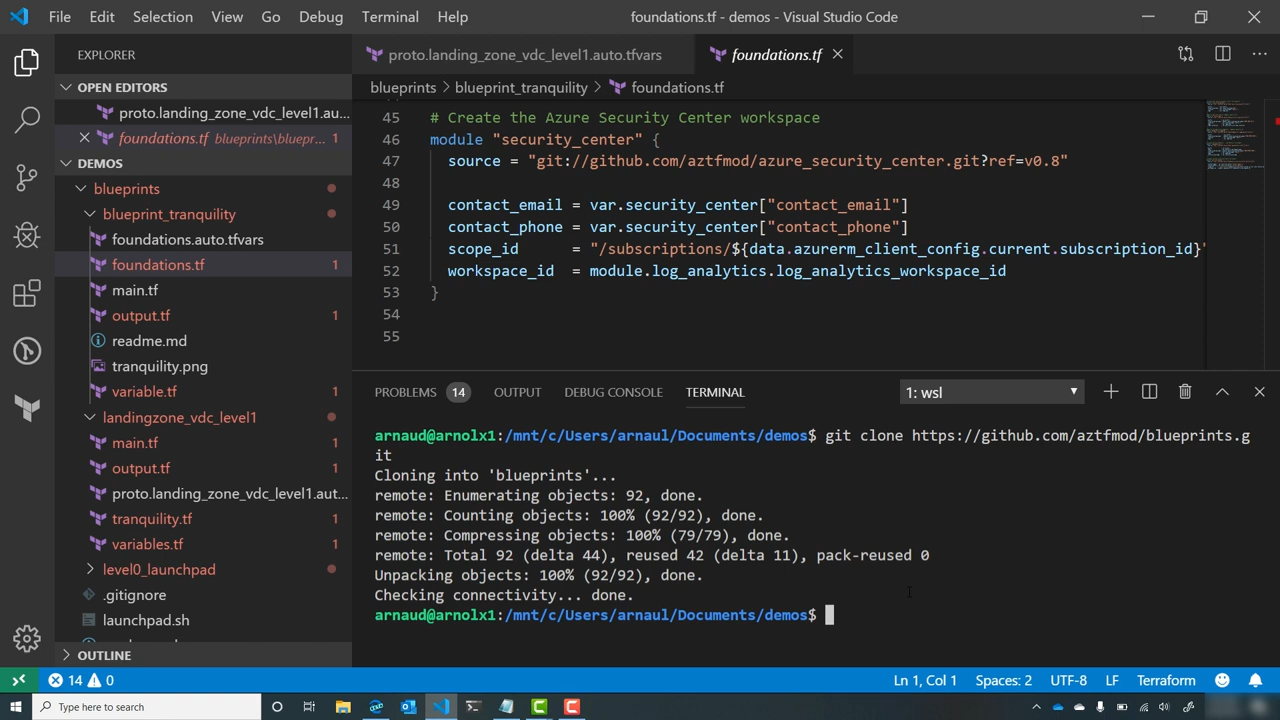 File Edit Selection View Go Debug Terminal Help
foundations.tf - demos - Visual Studio Code
EXPLORER
OPEN EDITORS
proto.landing_zone_vdc_level1.au...
foundations.tf blueprints\bluepr... 1
DEMOS
blueprints
blueprint_tranquility
foundations.auto.tfvars
foundations.tf 1
main.tf
output.tf 1
readme.md
tranquility.png
variable.tf 1
landingzone_vdc_level1
main.tf
output.tf 1
proto.landing_zone_vdc_level1.aut...
tranquility.tf 1
variables.tf 1
level0_launchpad
.gitignore
launchpad.sh
OUTLINE
proto.landing_zone_vdc_level1.auto.tfvars
foundations.tf
blueprints > blueprint_tranquility > foundations.tf
45 # Create the Azure Security Center workspace
46 module "security_center" {
47 source = "git://github.com/aztfmod/azure_security_center.git?ref=v0.8"
48
49 contact_email = var.security_center["contact_email"]
50 contact_phone = var.security_center["contact_phone"]
51 scope_id = "/subscriptions/${data.azurerm_client_config.current.subscription_id}"
52 workspace_id = module.log_analytics.log_analytics_workspace_id
53 }
54
55
PROBLEMS 14 OUTPUT DEBUG CONSOLE TERMINAL 1: wsl
arnaud@arnolx1:/mnt/c/Users/arnaul/Documents/demos$ git clone https://github.com/aztfmod/blueprints.g
it
Cloning into 'blueprints'...
remote: Enumerating objects: 92, done.
remote: Counting objects: 100% (92/92), done.
remote: Compressing objects: 100% (79/79), done.
remote: Total 92 (delta 44), reused 42 (delta 11), pack-reused 0
Unpacking objects: 100% (92/92), done.
Checking connectivity... done.
arnaud@arnolx1:/mnt/c/Users/arnaul/Documents/demos$
14 0 Ln 1, Col 1 Spaces: 2 UTF-8 LF Terraform
Type here to search